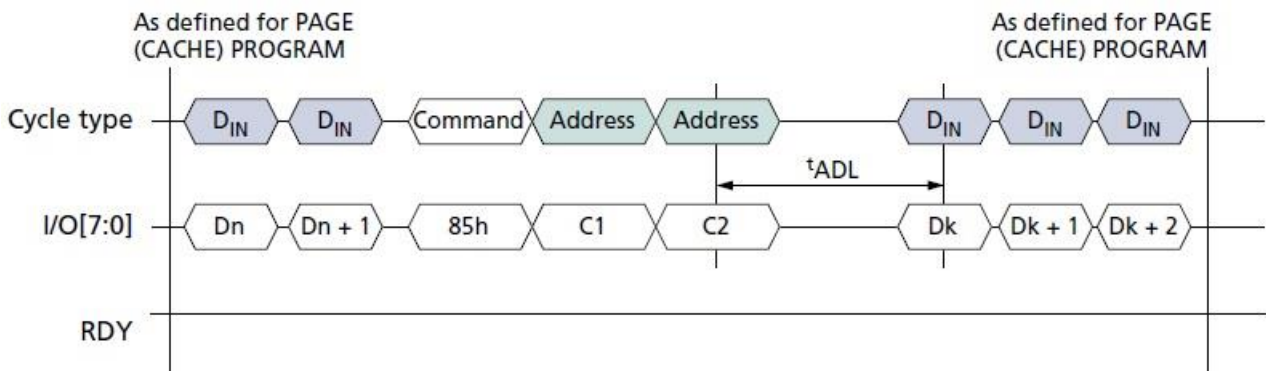 As defined for PAGE
(CACHE) PROGRAM
As defined for PAGE
(CACHE) PROGRAM
Cycle type DIN DIN Command Address Address DIN DIN DIN
tADL
I/O[7:0] Dn Dn + 1 85h C1 C2 Dk Dk + 1 Dk + 2
RDY